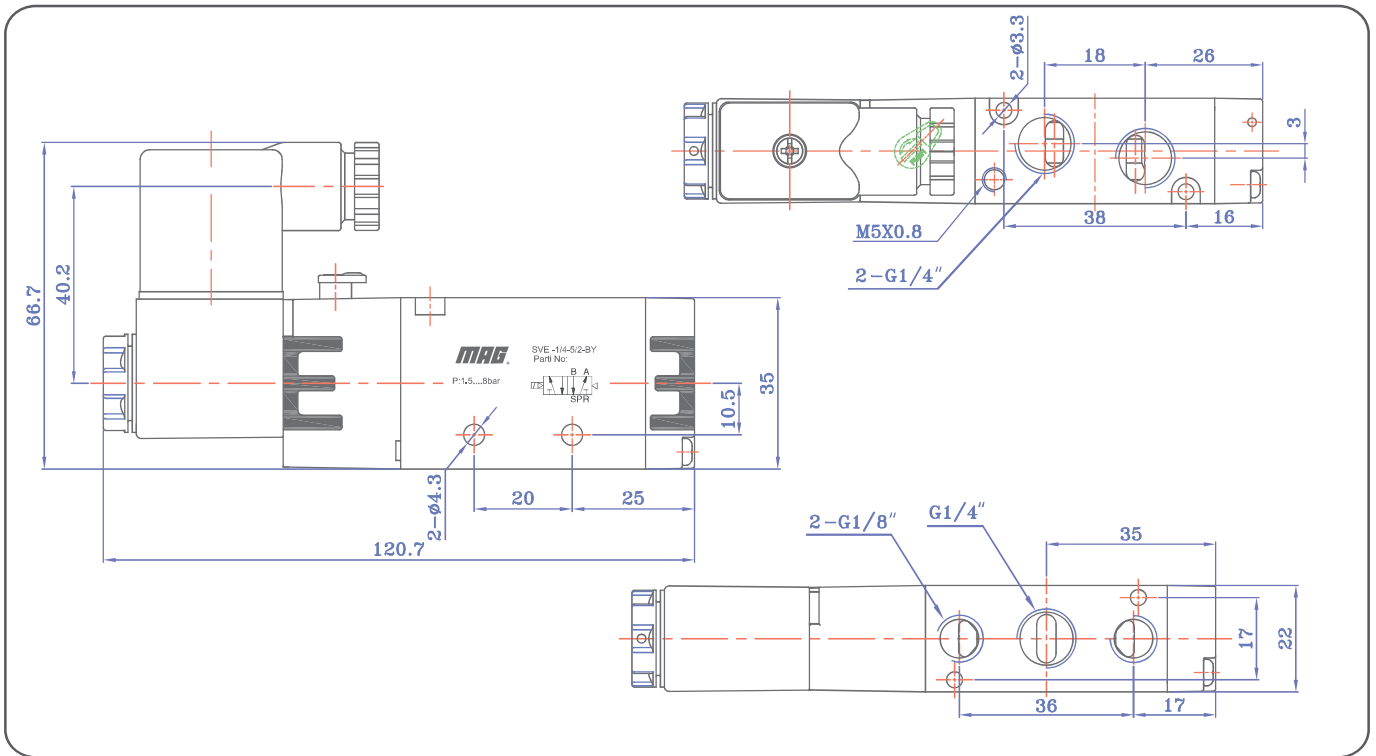 2-ø3.3
18
26
3
M5X0.8
38
16
2-G1/4"
66.7
40.2
MAG.
SVE -1/4-5/2-BY
Parti No:
P:1.5....8bar
B A
SPR
35
10.5
2-ø4.3
20
25
120.7
2-G1/8"
G1/4"
35
17
22
36
17